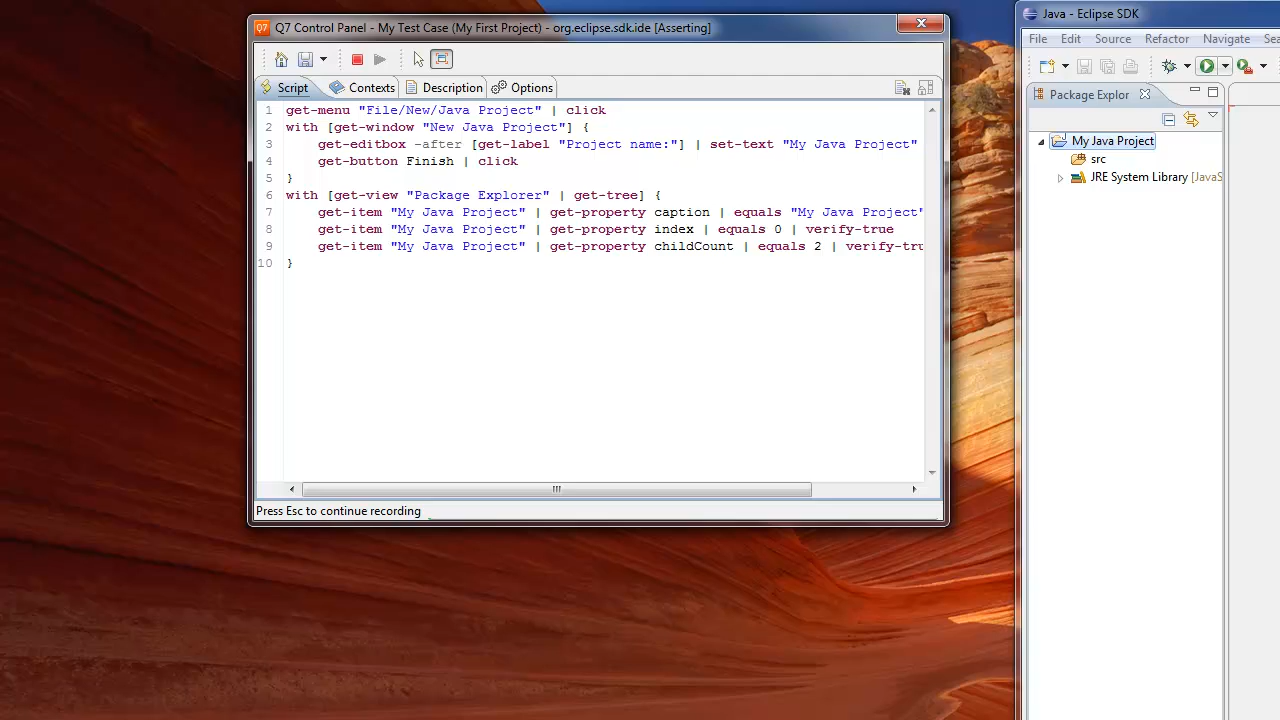 Q7 Control Panel - My Test Case (My First Project) - org.eclipse.sdk.ide [Asserting]
Script Contexts Description Options
1 get-menu "File/New/Java Project" | click
2 with [get-window "New Java Project"] {
3 get-editbox -after [get-label "Project name:"] | set-text "My Java Project"
4 get-button Finish | click
5 }
6 with [get-view "Package Explorer" | get-tree] {
7 get-item "My Java Project" | get-property caption | equals "My Java Project"
8 get-item "My Java Project" | get-property index | equals 0 | verify-true
9 get-item "My Java Project" | get-property childCount | equals 2 | verify-tru
10 }
Press Esc to continue recording
Java - Eclipse SDK
File Edit Source Refactor Navigate Sea
Package Explor
My Java Project
src
JRE System Library [JavaS